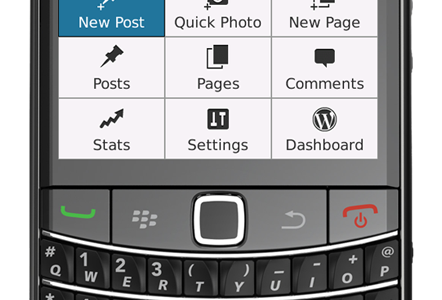 New Post Quick Photo New Page
Posts Pages Comments
Stats Settings Dashboard
# 1 2 3 ( ) _ - + @
Q W E R T Y U I O P
*